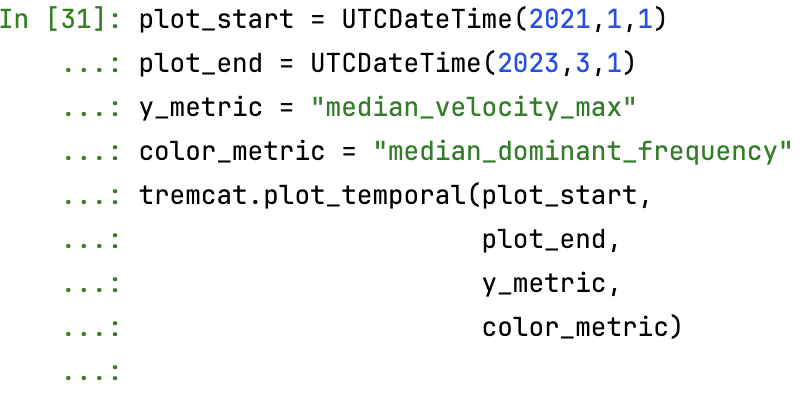 In [31]: plot_start = UTCDateTime(2021,1,1)
    ...: plot_end = UTCDateTime(2023,3,1)
    ...: y_metric = "median_velocity_max"
    ...: color_metric = "median_dominant_frequency"
    ...: tremcat.plot_temporal(plot_start,
    ...:                       plot_end,
    ...:                       y_metric,
    ...:                       color_metric)
    ...: